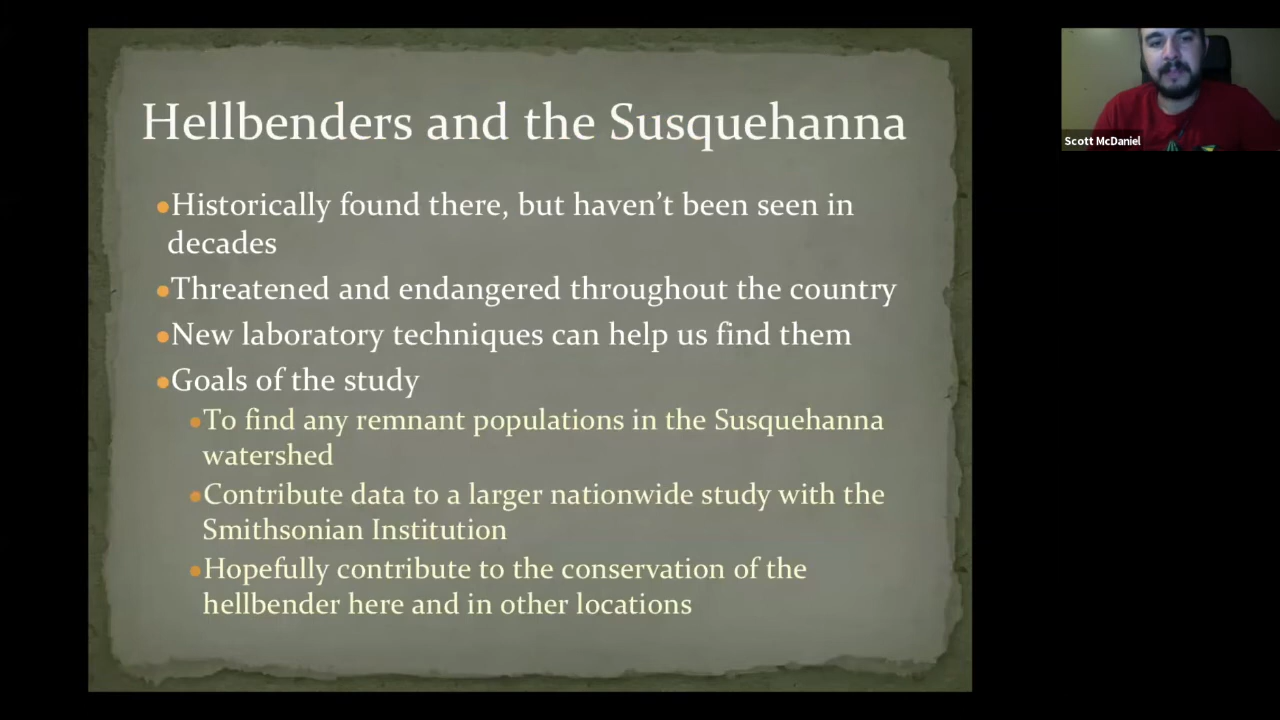 Hellbenders and the Susquehanna
•Historically found there, but haven't been seen in
decades
•Threatened and endangered throughout the country
•New laboratory techniques can help us find them
•Goals of the study
•To find any remnant populations in the Susquehanna
watershed
•Contribute data to a larger nationwide study with the
Smithsonian Institution
•Hopefully contribute to the conservation of the
hellbender here and in other locations
Scott McDaniel